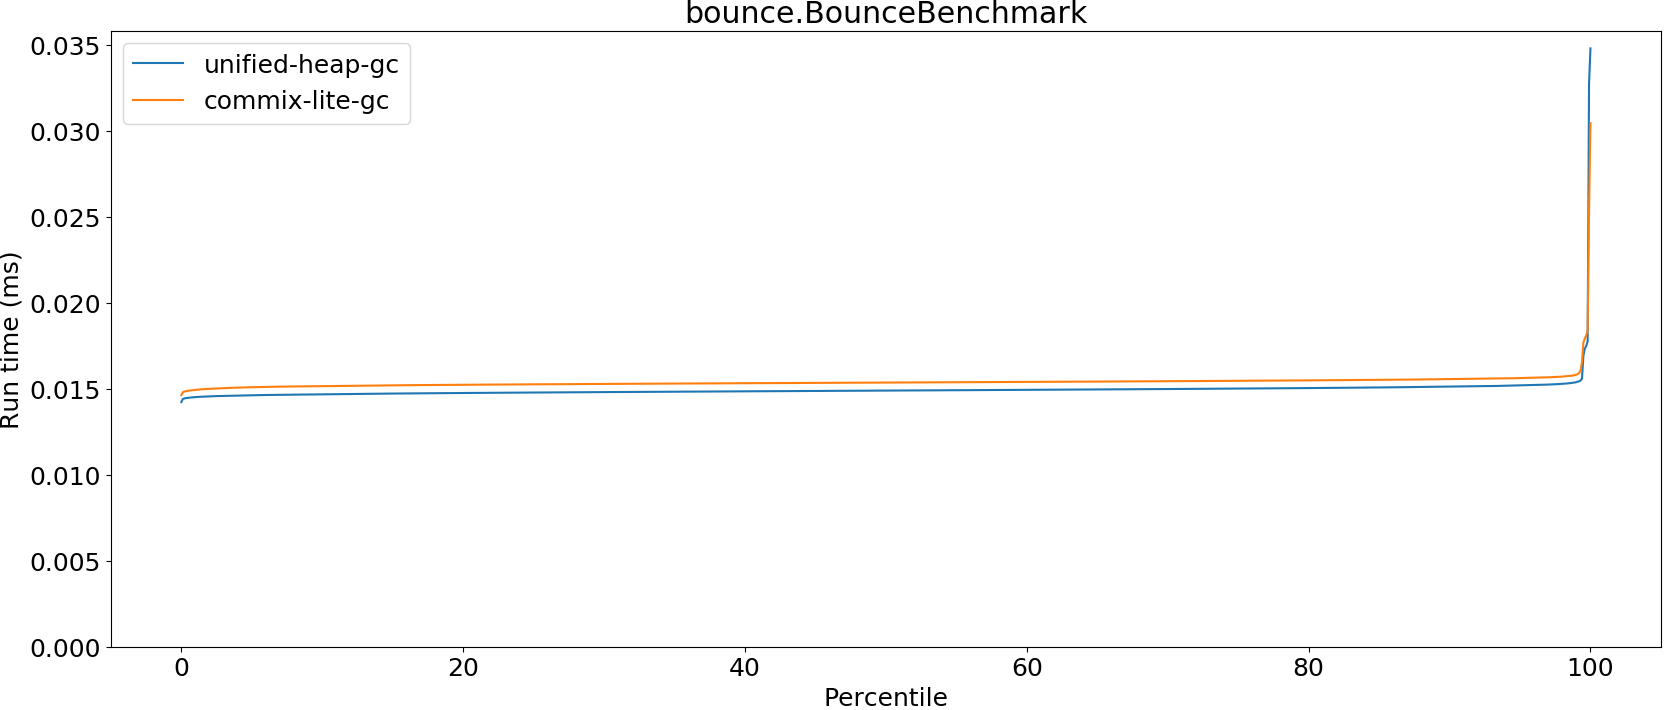 bounce.BounceBenchmark
unified-heap-gc
commix-lite-gc
Run time (ms)
0.035
0.030
0.025
0.020
0.015
0.010
0.005
0.000
0 20 40 60 80 100
Percentile